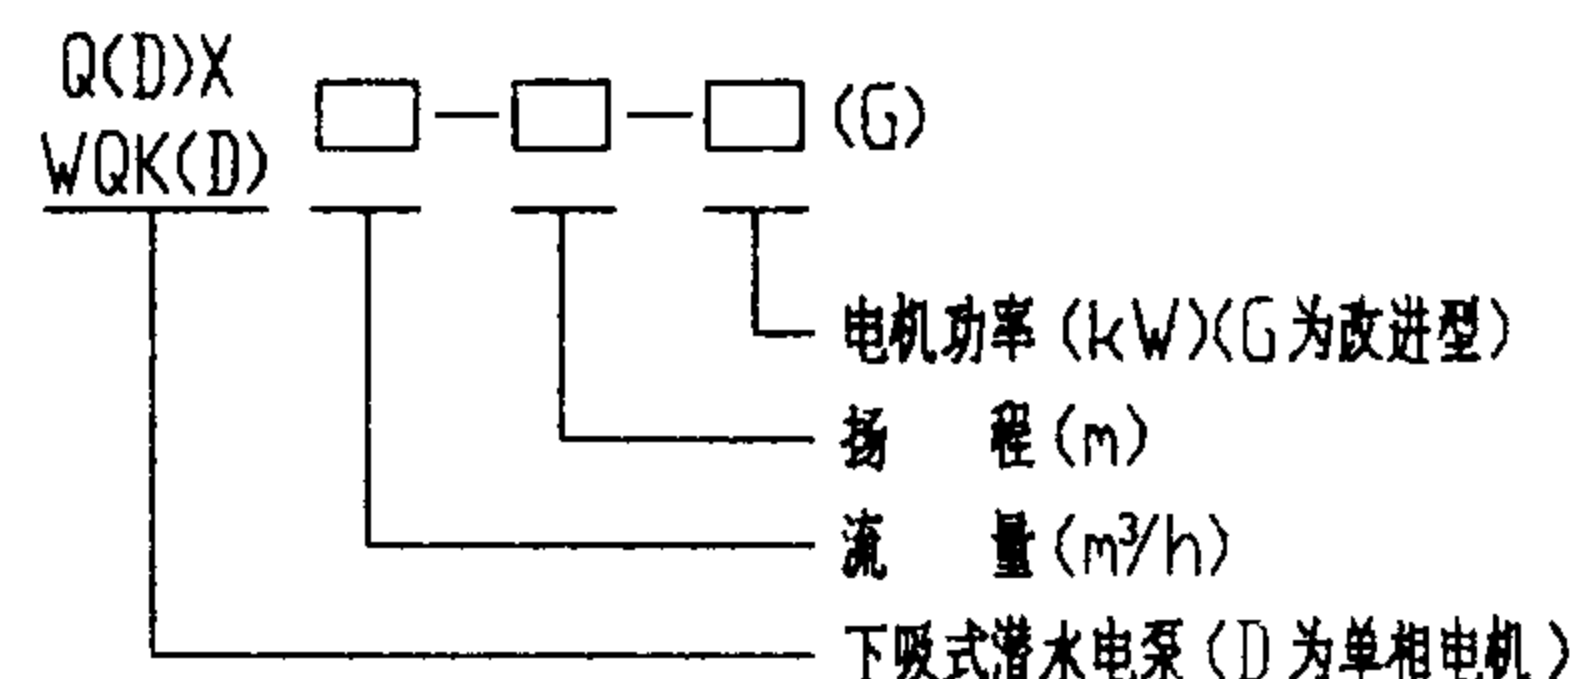 Q(D)X
WQK(D)
□—□—□(G)
电机功率(kW)(G为改进型)
扬 程(m)
流 量(m³/h)
下吸式潜水电泵(D为单相电机)